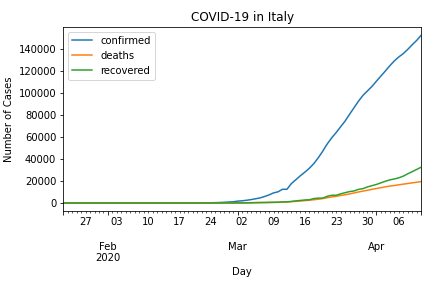 COVID-19 in Italy
confirmed
deaths
recovered
Number of Cases
140000
120000
100000
80000
60000
40000
20000
0
27 03 10 17 24 02 09 16 23 30 06
Feb Mar Apr
2020
Day